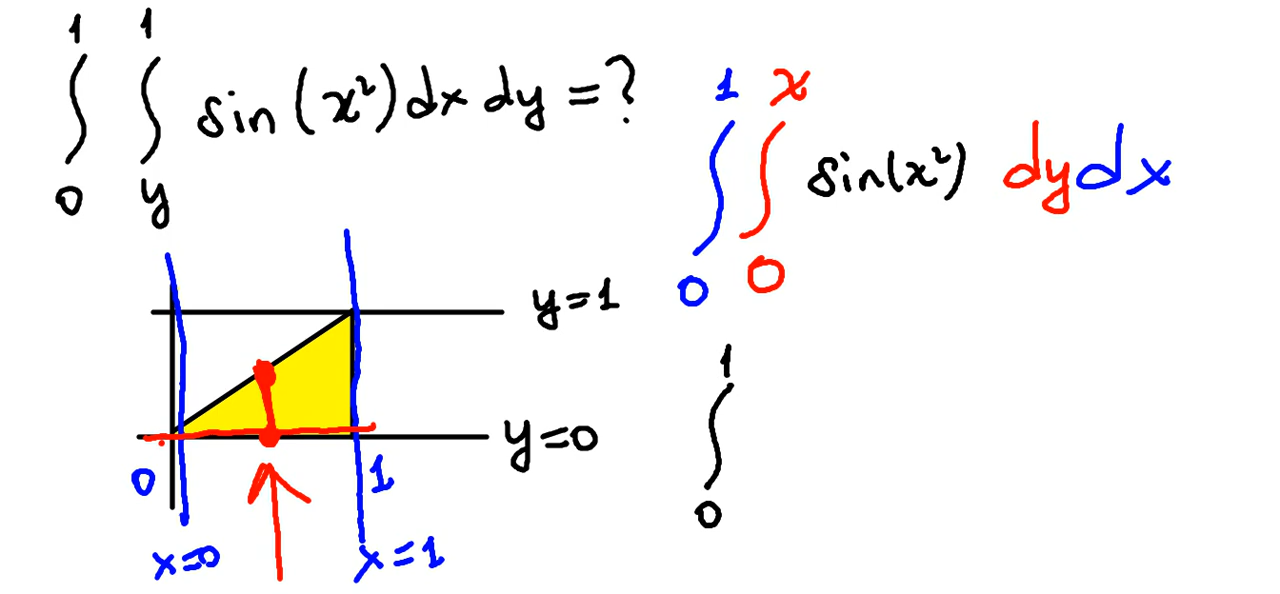 ∫₀¹ ∫ᵧ¹ sin(x²) dx dy = ?
∫₀¹ ∫₀ˣ sin(x²) dy dx
y=1
y=0
0 1
x=0 x=1
∫₀¹